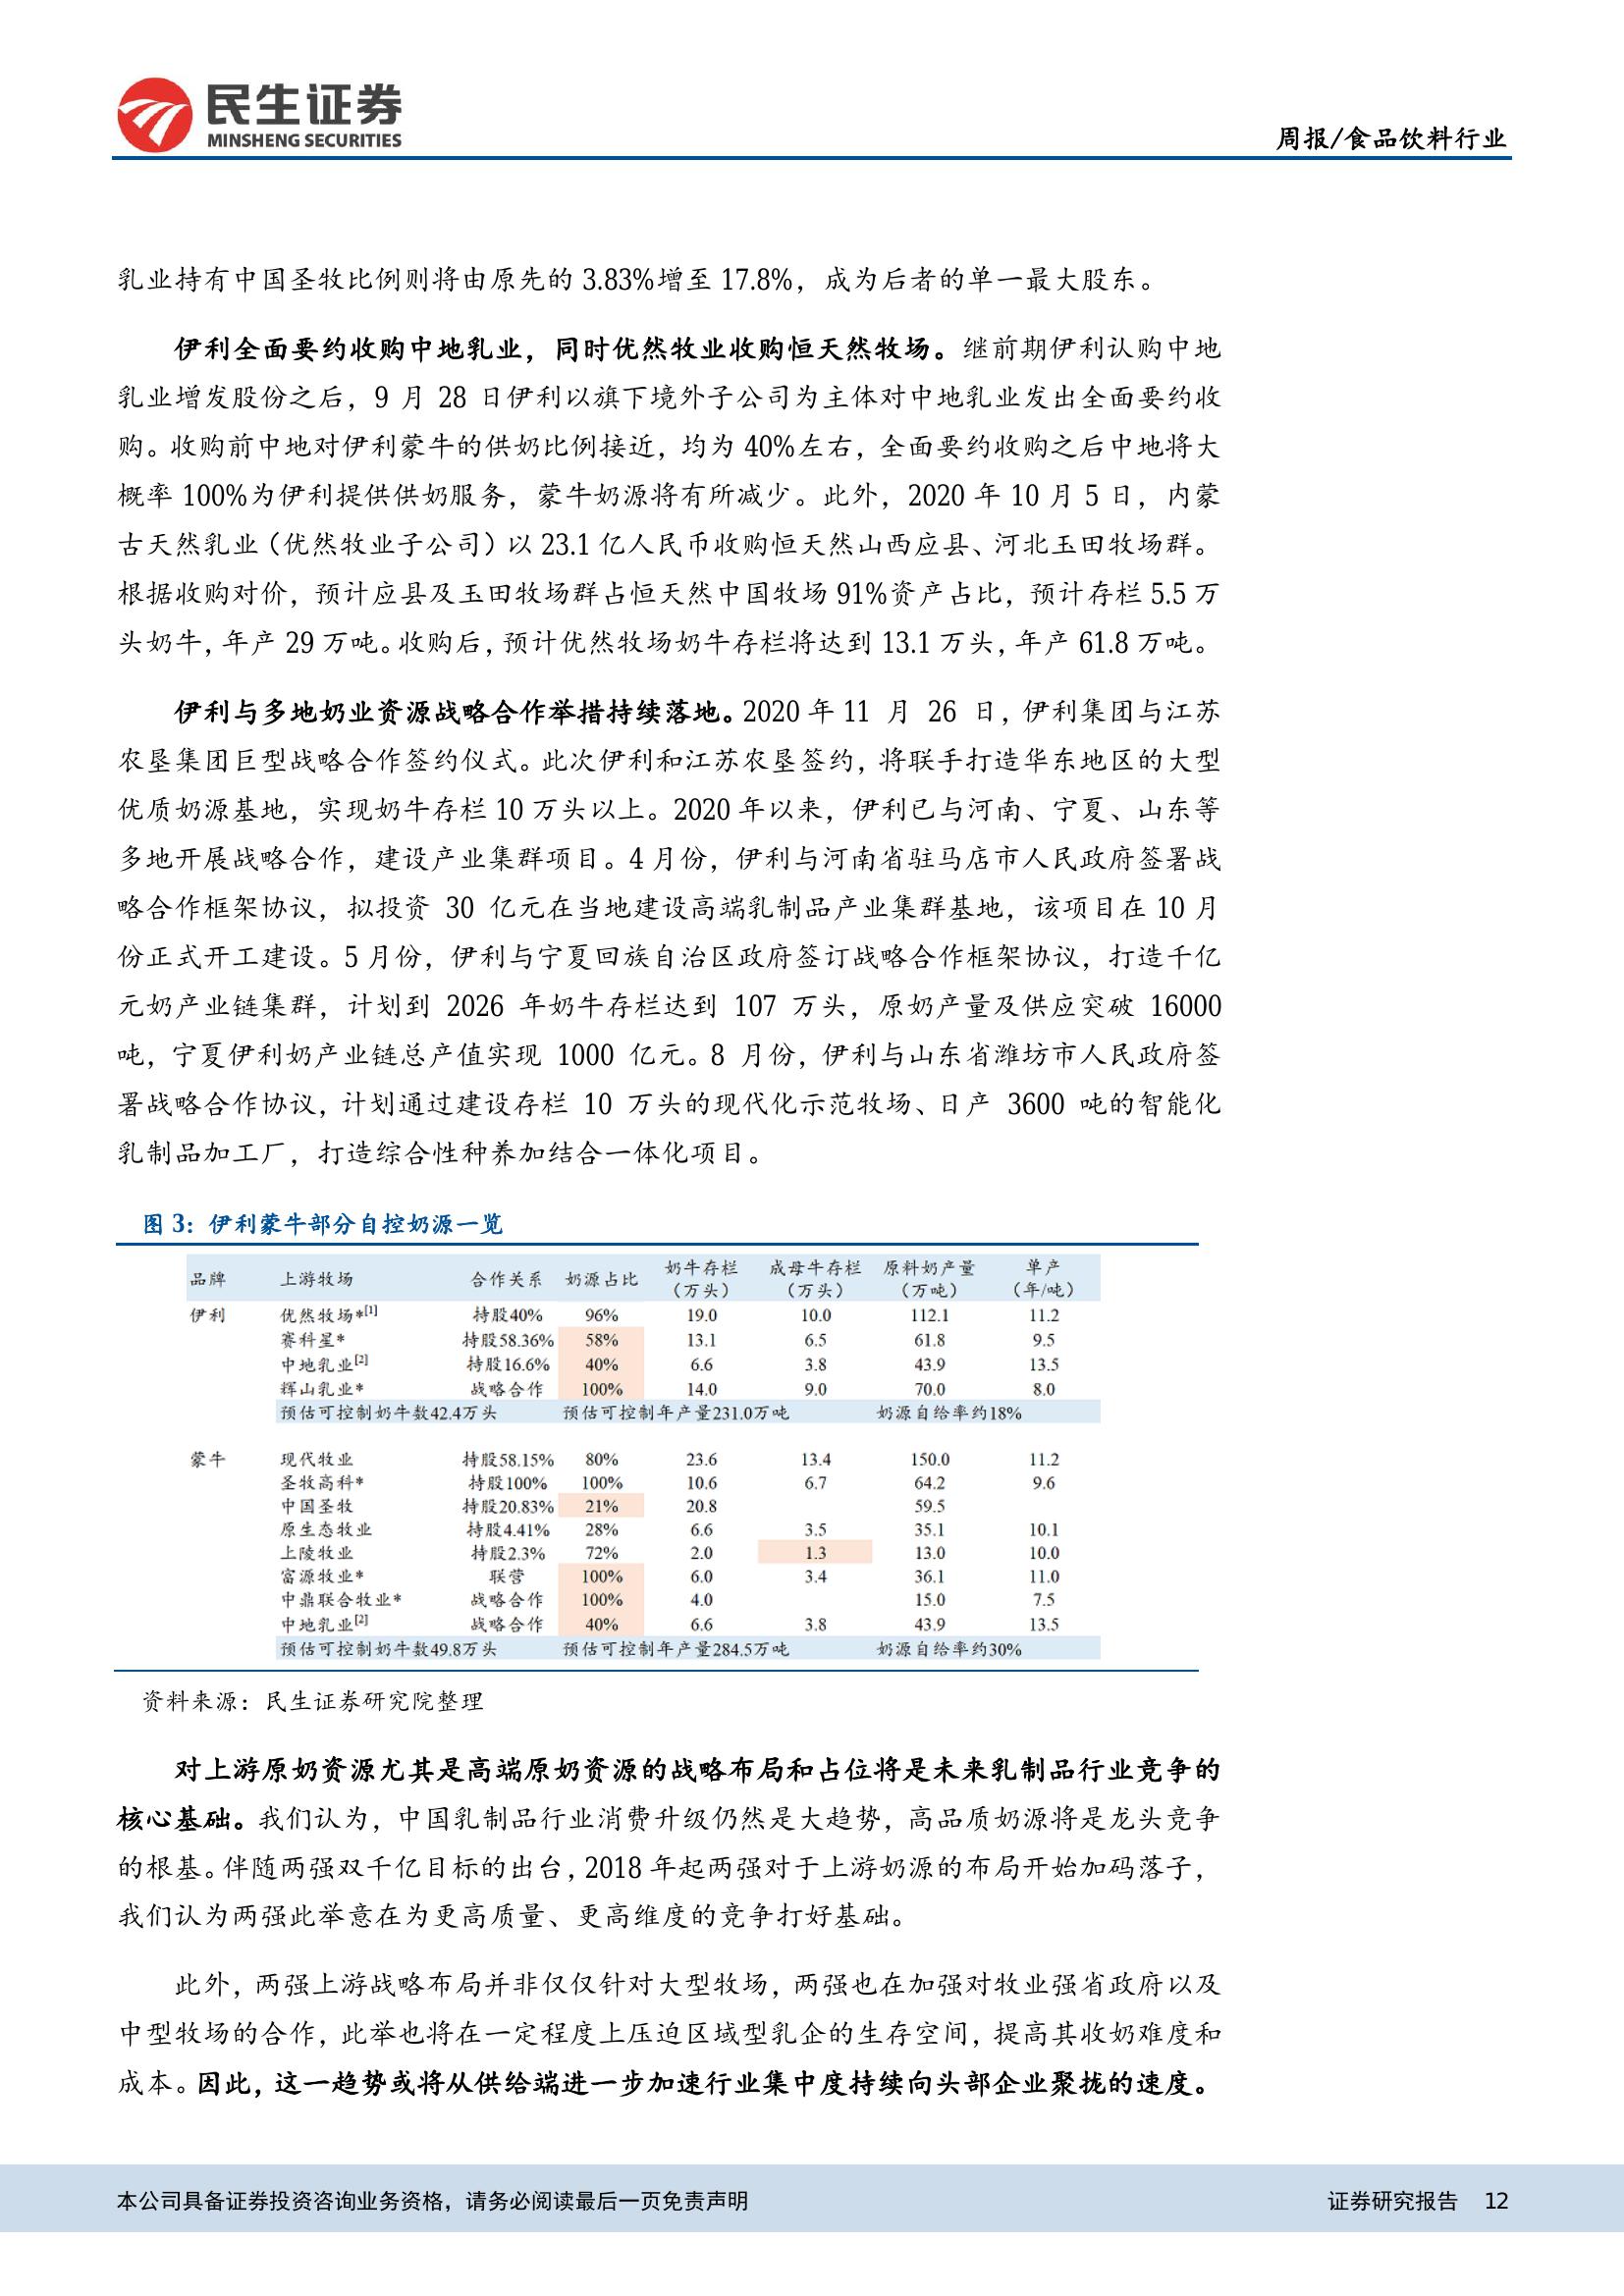 民生证券
MINSHENG SECURITIES
周报/食品饮料行业
乳业持有中国圣牧比例则将由原先的 3.83%增至 17.8%，成为后者的单一最大股东。
伊利全面要约收购中地乳业，同时优然牧业收购恒天然牧场。继前期伊利认购中地
乳业增发股份之后，9 月 28 日伊利以旗下境外子公司为主体对中地乳业发出全面要约收
购。收购前中地对伊利蒙牛的供奶比例接近，均为 40%左右，全面要约收购之后中地将大
概率 100%为伊利提供供奶服务，蒙牛奶源将有所减少。此外，2020 年 10 月 5 日，内蒙
古天然乳业（优然牧业子公司）以 23.1 亿人民币收购恒天然山西应县、河北玉田牧场群。
根据收购对价，预计应县及玉田牧场群占恒天然中国牧场 91%资产占比，预计存栏 5.5 万
头奶牛，年产 29 万吨。收购后，预计优然牧场奶牛存栏将达到 13.1 万头，年产 61.8 万吨。
伊利与多地奶业资源战略合作举措持续落地。2020 年 11 月 26 日，伊利集团与江苏
农垦集团巨型战略合作签约仪式。此次伊利和江苏农垦签约，将联手打造华东地区的大型
优质奶源基地，实现奶牛存栏 10 万头以上。2020 年以来，伊利已与河南、宁夏、山东等
多地开展战略合作，建设产业集群项目。4 月份，伊利与河南省驻马店市人民政府签署战
略合作框架协议，拟投资 30 亿元在当地建设高端乳制品产业集群基地，该项目在 10 月
份正式开工建设。5 月份，伊利与宁夏回族自治区政府签订战略合作框架协议，打造千亿
元奶产业链集群，计划到 2026 年奶牛存栏达到 107 万头，原奶产量及供应突破 16000
吨，宁夏伊利奶产业链总产值实现 1000 亿元。8 月份，伊利与山东省潍坊市人民政府签
署战略合作协议，计划通过建设存栏 10 万头的现代化示范牧场、日产 3600 吨的智能化
乳制品加工厂，打造综合性种养加结合一体化项目。
图 3：伊利蒙牛部分自控奶源一览
品牌 上游牧场 合作关系 奶源占比 奶牛存栏（万头） 成母牛存栏（万头） 原料奶产量（万吨） 单产（年/吨）
伊利 优然牧场*[1] 持股40% 96% 19.0 10.0 112.1 11.2
赛科星* 持股58.36% 58% 13.1 6.5 61.8 9.5
中地乳业[2] 持股16.6% 40% 6.6 3.8 43.9 13.5
辉山乳业* 战略合作 100% 14.0 9.0 70.0 8.0
预估可控制奶牛数42.4万头 预估可控制年产量231.0万吨 奶源自给率约18%
蒙牛 现代牧业 持股58.15% 80% 23.6 13.4 150.0 11.2
圣牧高科* 持股100% 100% 10.6 6.7 64.2 9.6
中国圣牧 持股20.83% 21% 20.8 59.5
原生态牧业 持股4.41% 28% 6.6 3.5 35.1 10.1
上陵牧业 持股2.3% 72% 2.0 1.3 13.0 10.0
富源牧业* 联营 100% 6.0 3.4 36.1 11.0
中鼎联合牧业* 战略合作 100% 4.0 15.0 7.5
中地乳业[2] 战略合作 40% 6.6 3.8 43.9 13.5
预估可控制奶牛数49.8万头 预估可控制年产量284.5万吨 奶源自给率约30%
资料来源：民生证券研究院整理
对上游原奶资源尤其是高端原奶资源的战略布局和占位将是未来乳制品行业竞争的
核心基础。我们认为，中国乳制品行业消费升级仍然是大趋势，高品质奶源将是龙头竞争
的根基。伴随两强双千亿目标的出台，2018 年起两强对于上游奶源的布局开始加码落子，
我们认为两强此举意在为更高质量、更高维度的竞争打好基础。
此外，两强上游战略布局并非仅仅针对大型牧场，两强也在加强对牧业强省政府以及
中型牧场的合作，此举也将在一定程度上压迫区域型乳企的生存空间，提高其收奶难度和
成本。因此，这一趋势或将从供给端进一步加速行业集中度持续向头部企业聚拢的速度。
本公司具备证券投资咨询业务资格，请务必阅读最后一页免责声明
证券研究报告 12